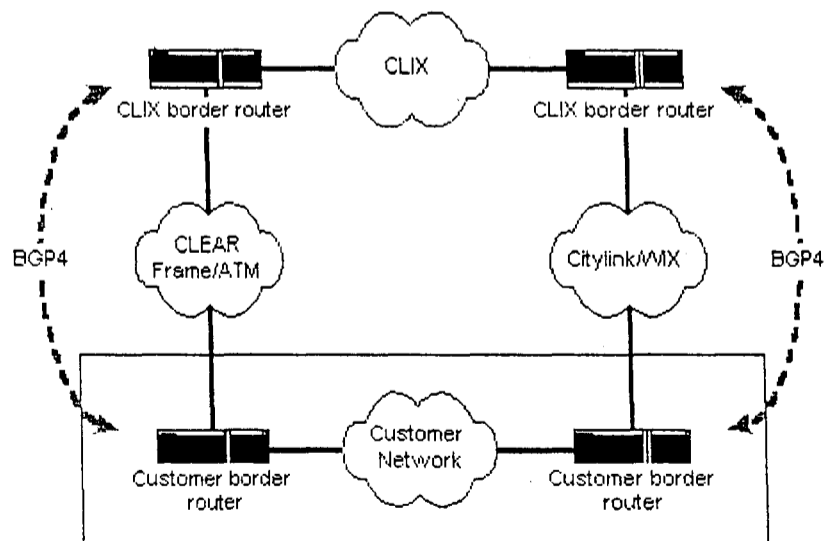 CLIX
CLIX border router
CLIX border router
CLEAR
Frame/ATM
Citylink/WIX
BGP4
BGP4
Customer
Network
Customer border
router
Customer border
router